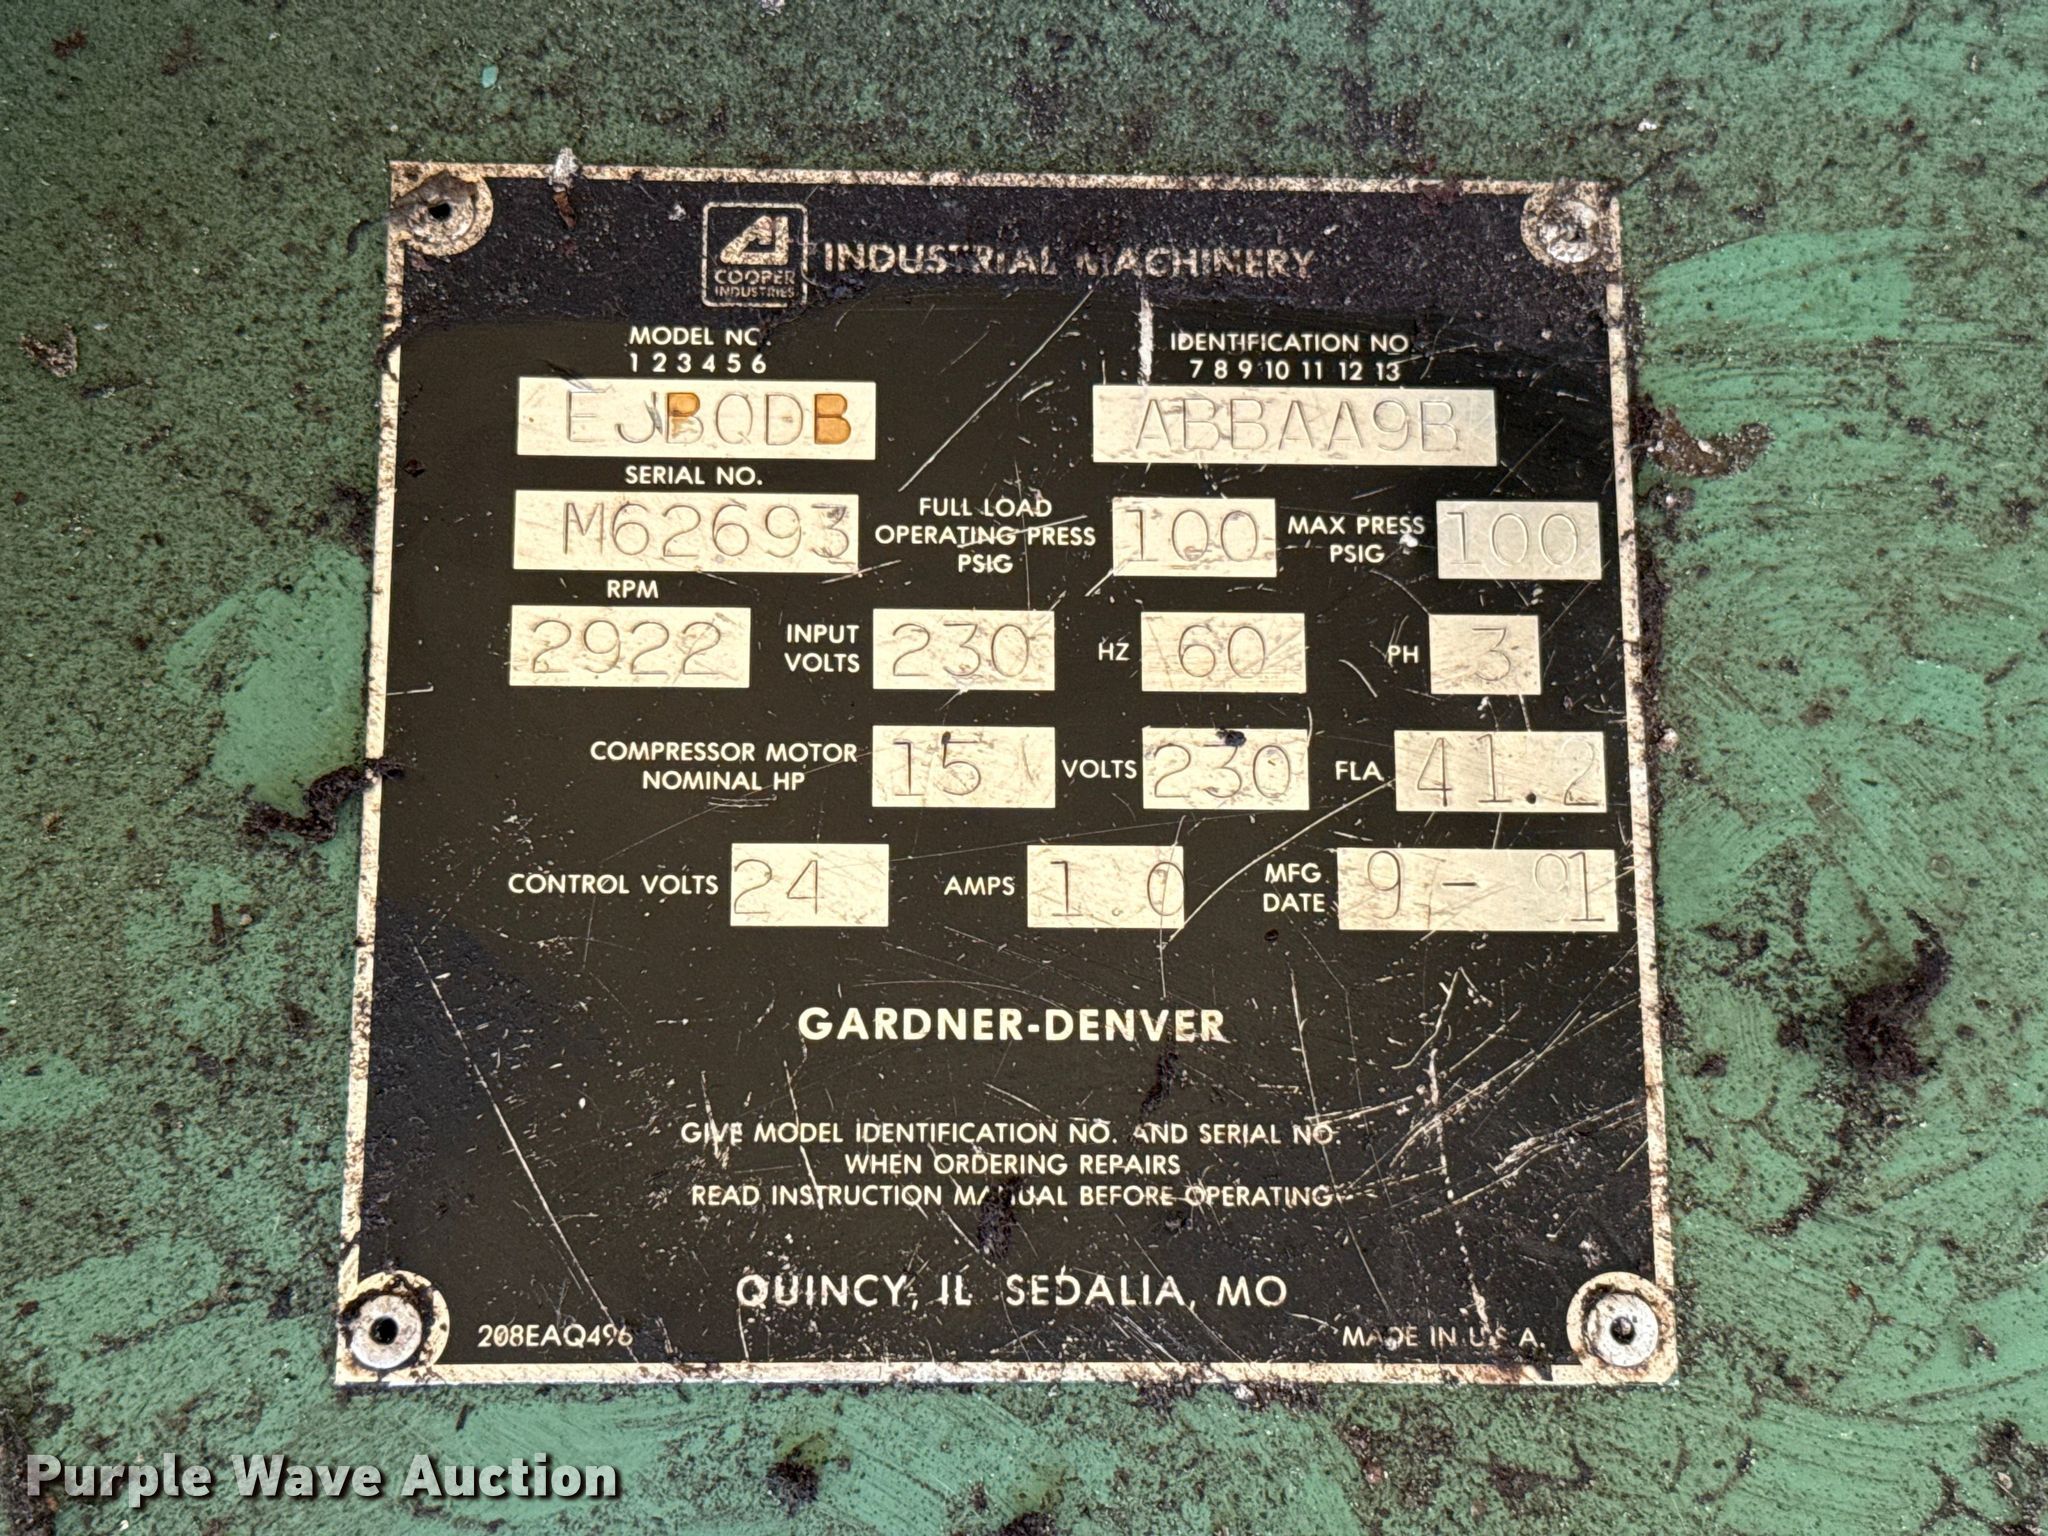 COOPER
INDUSTRIES
INDUSTRIAL MACHINERY
MODEL NO.
1 2 3 4 5 6
EJBQDB
IDENTIFICATION NO.
7 8 9 10 11 12 13
ABBAA9B
SERIAL NO.
M62693
FULL LOAD
OPERATING PRESS
PSIG
100
MAX PRESS
PSIG
100
RPM
2922
INPUT
VOLTS
230
HZ
60
PH
3
COMPRESSOR MOTOR
NOMINAL HP
15
VOLTS
230
FLA
41.2
CONTROL VOLTS
24
AMPS
1.0
MFG
DATE
9- 91
GARDNER-DENVER
GIVE MODEL IDENTIFICATION NO. AND SERIAL NO.
WHEN ORDERING REPAIRS
READ INSTRUCTION MANUAL BEFORE OPERATING
QUINCY, IL SEDALIA, MO
208EAQ496
MADE IN U.S.A.
Purple Wave Auction